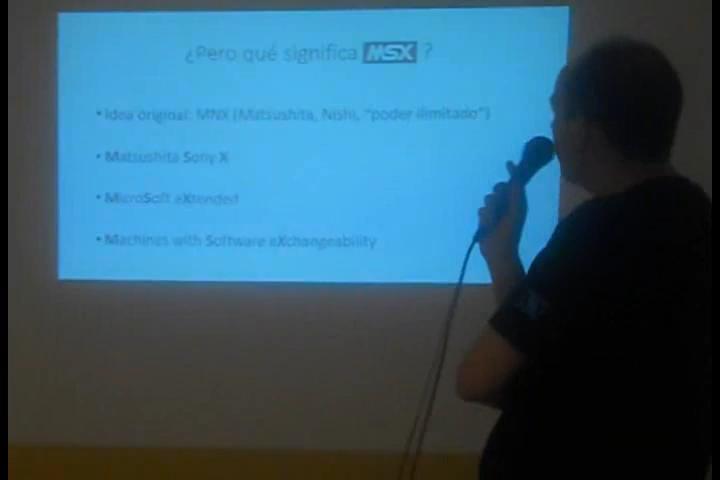 ¿Pero qué significa MSX ?
• Idea original: MNX (Matsushita, Nishi, “poder ilimitado”)
• Matsushita Sony X
• MicroSoft eXtended
• Machines with Software eXchangeability